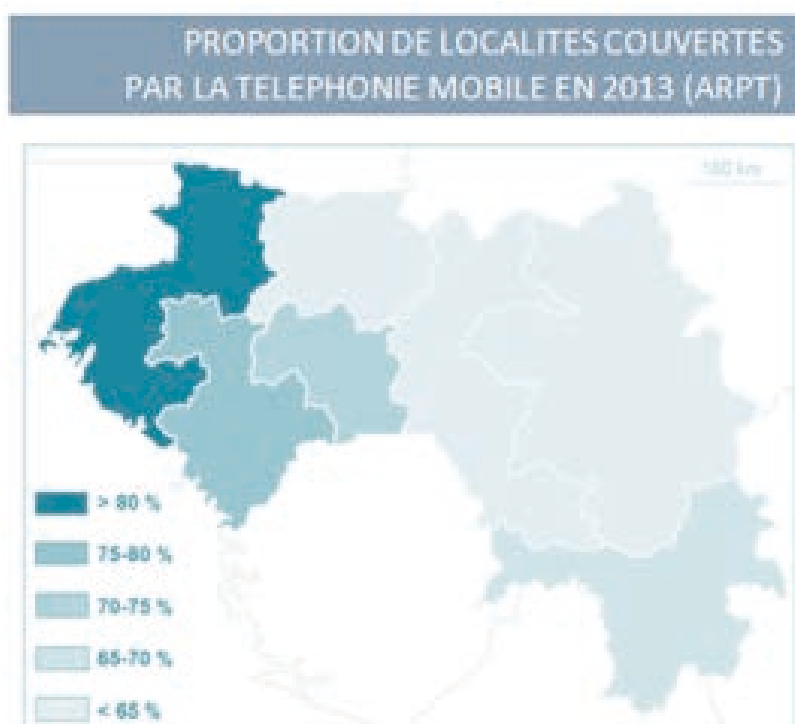 PROPORTION DE LOCALITES COUVERTES
PAR LA TELEPHONIE MOBILE EN 2013 (ARPT)
km
> 80 %
75-80 %
70-75 %
65-70 %
< 65 %